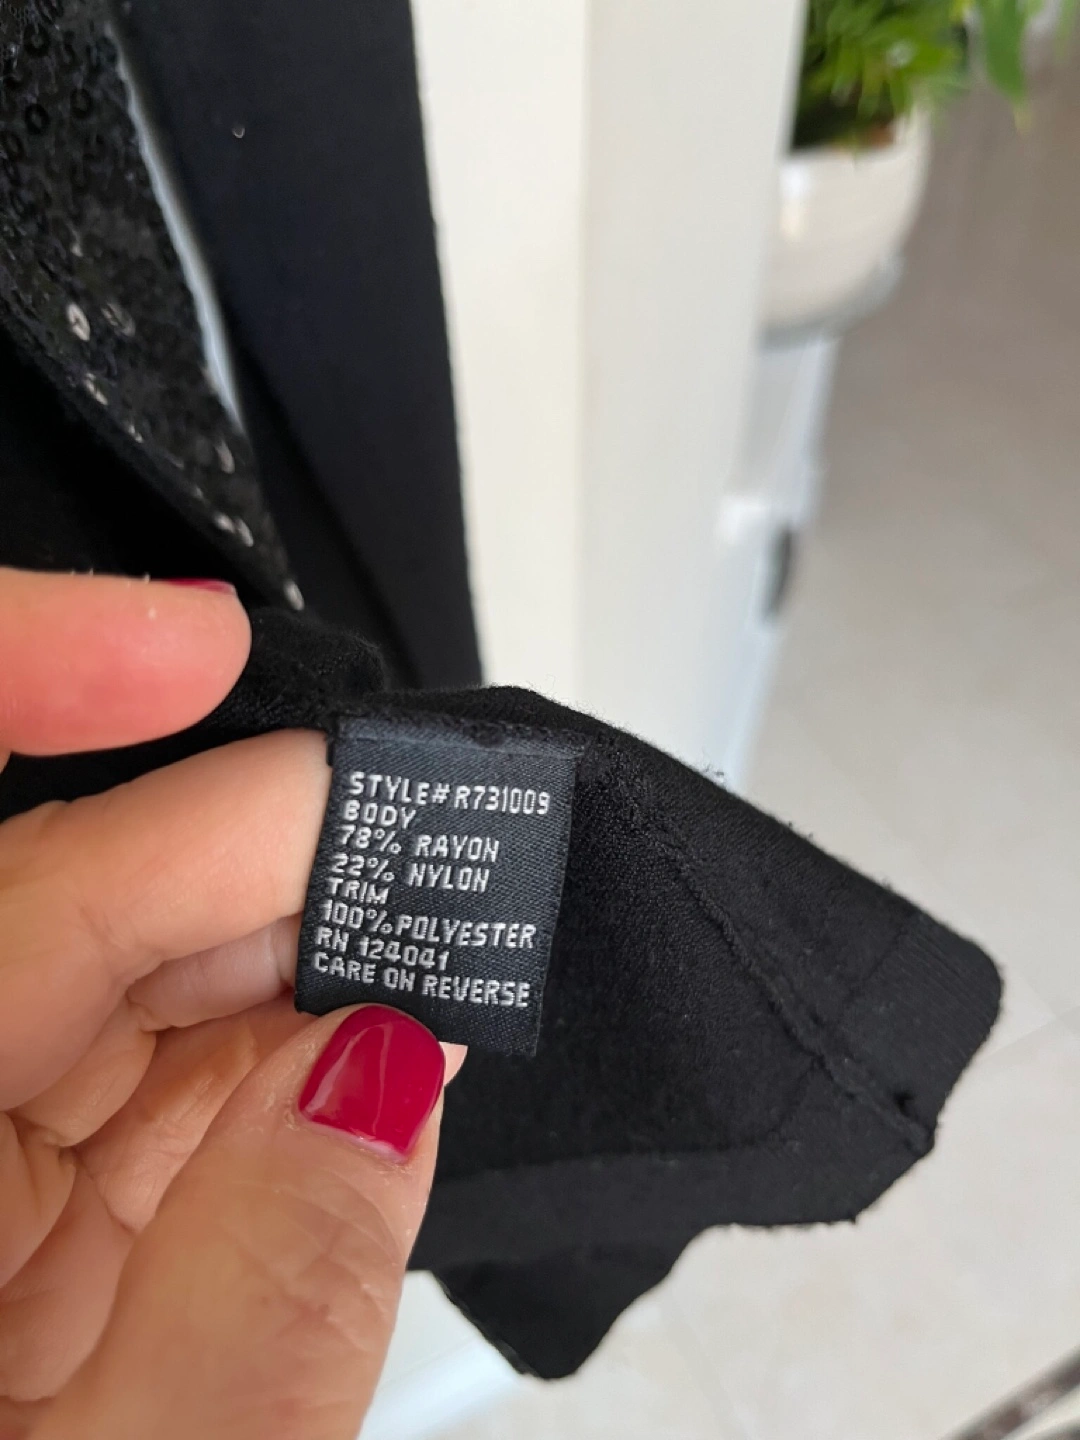 STYLE# R731009
BODY
78% RAYON
22% NYLON
TRIM
100% POLYESTER
RN 124041
CARE ON REVERSE